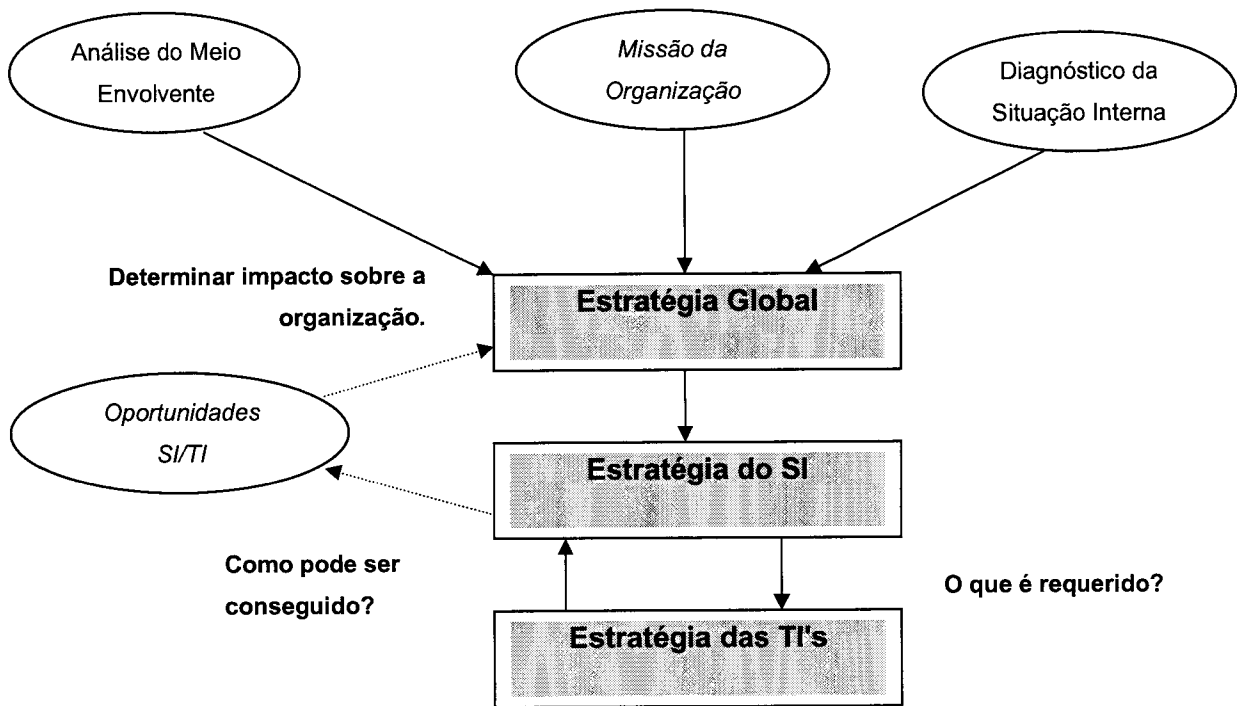 Análise do Meio
Envolvente
Missão da
Organização
Diagnóstico da
Situação Interna
Determinar impacto sobre a
organização.
Estratégia Global
Oportunidades
SI/TI
Estratégia do SI
Como pode ser
conseguido?
O que é requerido?
Estratégia das TI's